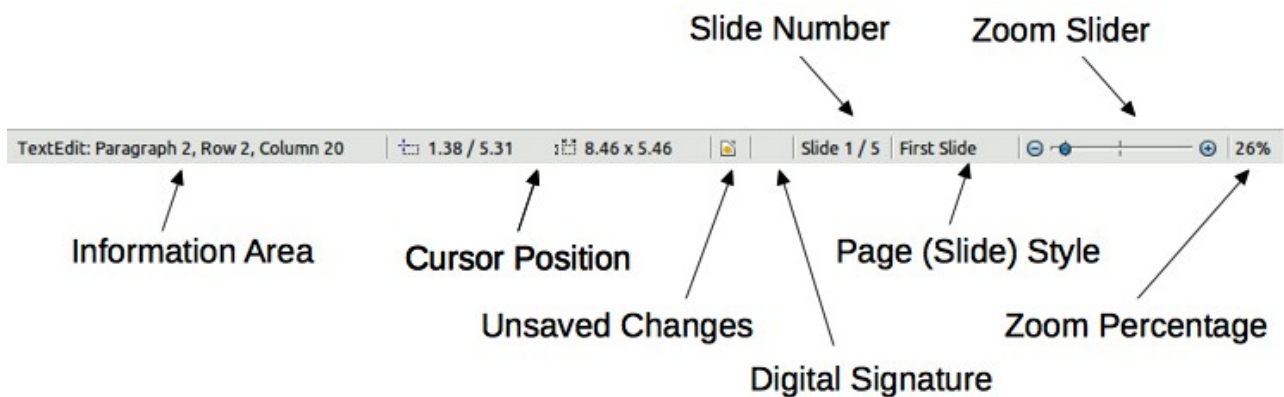 Slide Number
Zoom Slider
TextEdit: Paragraph 2, Row 2, Column 20
1.38 / 5.31
8.46 x 5.46
Slide 1 / 5
First Slide
26%
Information Area
Cursor Position
Page (Slide) Style
Unsaved Changes
Zoom Percentage
Digital Signature